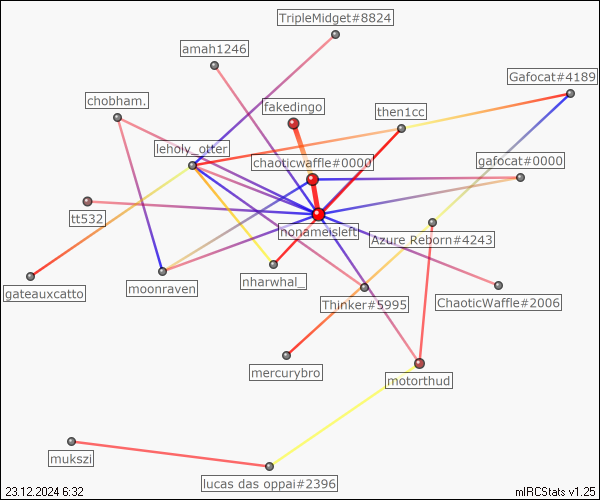 TripleMidget#8824
amah1246
Gafocat#4189
chobham.
fakedingo
then1cc
leholy_otter
chaoticwaffle#0000
gafocat#0000
tt532
nonameisleft
Azure Reborn#4243
gateauxcatto
moonraven
nharwhal_
Thinker#5995
ChaoticWaffle#2006
mercurybro
motorthud
mukszi
lucas das oppai#2396
23.12.2024 6:32
mIRCStats v1.25